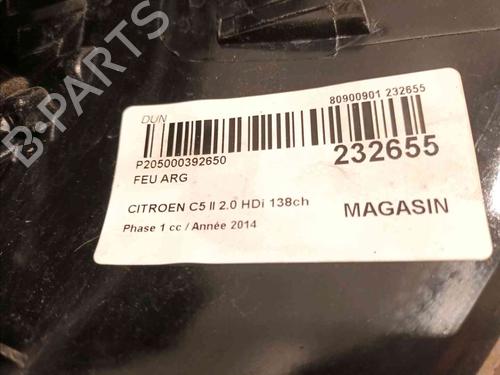 DUN
80900901 232655
P205000392650
232655
FEU ARG
CITROEN C5 II 2.0 HDi 138ch
MAGASIN
Phase 1 cc / Année 2014
B-PARTS